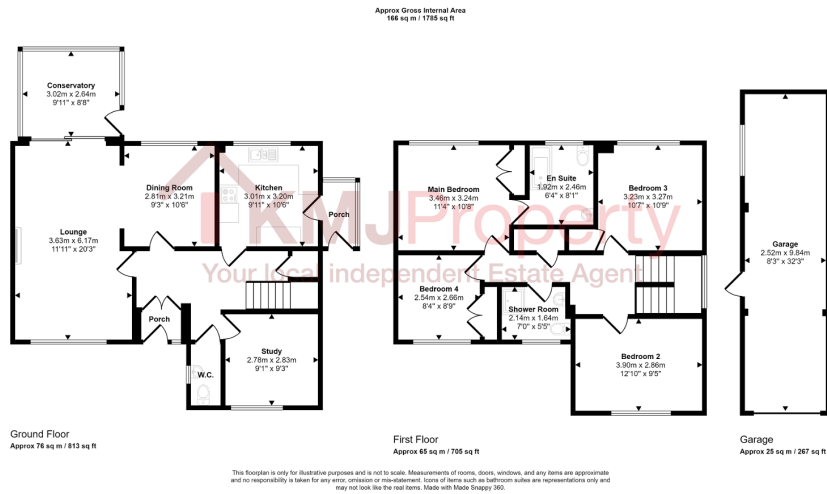 Approx Gross Internal Area
166 sq m / 1785 sq ft
Conservatory
3.02m x 2.64m
9'11" x 8'8"
Dining Room
2.81m x 3.21m
9'3" x 10'6"
Kitchen
3.01m x 3.20m
9'11" x 10'6"
Porch
Lounge
3.63m x 6.17m
11'11" x 20'3"
Porch
W.C.
Study
2.78m x 2.83m
9'1" x 9'3"
Ground Floor
Approx 76 sq m / 813 sq ft
Main Bedroom
3.46m x 3.24m
11'4" x 10'8"
En Suite
1.92m x 2.46m
6'4" x 8'1"
Bedroom 3
3.23m x 3.27m
10'7" x 10'9"
Bedroom 4
2.54m x 2.66m
8'4" x 8'9"
Shower Room
2.14m x 1.64m
7'0" x 5'5"
Bedroom 2
3.90m x 2.86m
12'10" x 9'5"
First Floor
Approx 65 sq m / 705 sq ft
Garage
2.52m x 9.84m
8'3" x 32'3"
Garage
Approx 25 sq m / 267 sq ft
KMJProperty
Your local independent Estate Agent
This floorplan is only for illustrative purposes and is not to scale. Measurements of rooms, doors, windows, and any items are approximate
and no responsibility is taken for any error, omission or mis-statement. Icons of items such as bathroom suites are representations only and
may not look like the real items. Made with Made Snappy 360.